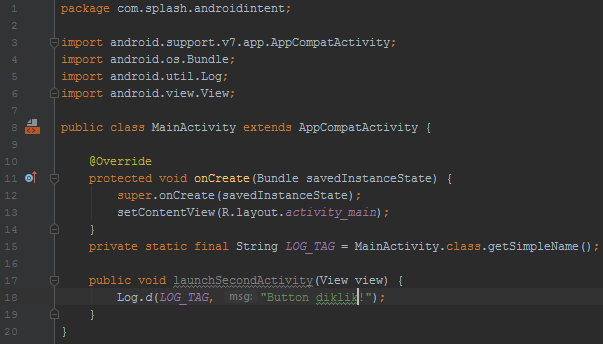 1 package com.splash.androidintent;
2
3 import android.support.v7.app.AppCompatActivity;
4 import android.os.Bundle;
5 import android.util.Log;
6 import android.view.View;
7
8 public class MainActivity extends AppCompatActivity {
9
10 @Override
11 protected void onCreate(Bundle savedInstanceState) {
12 super.onCreate(savedInstanceState);
13 setContentView(R.layout.activity_main);
14 }
15 private static final String LOG_TAG = MainActivity.class.getSimpleName();
16
17 public void launchSecondActivity(View view) {
18 Log.d(LOG_TAG, msg: "Button diklik!");
19 }
20 }